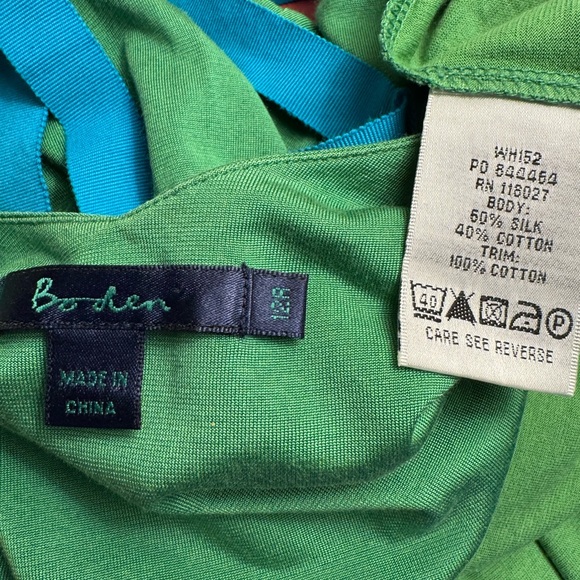 Boden
12R
MADE IN
CHINA
WH152
PO 844464
RN 116027
BODY:
60% SILK
40% COTTON
TRIM:
100% COTTON
40
P
CARE SEE REVERSE